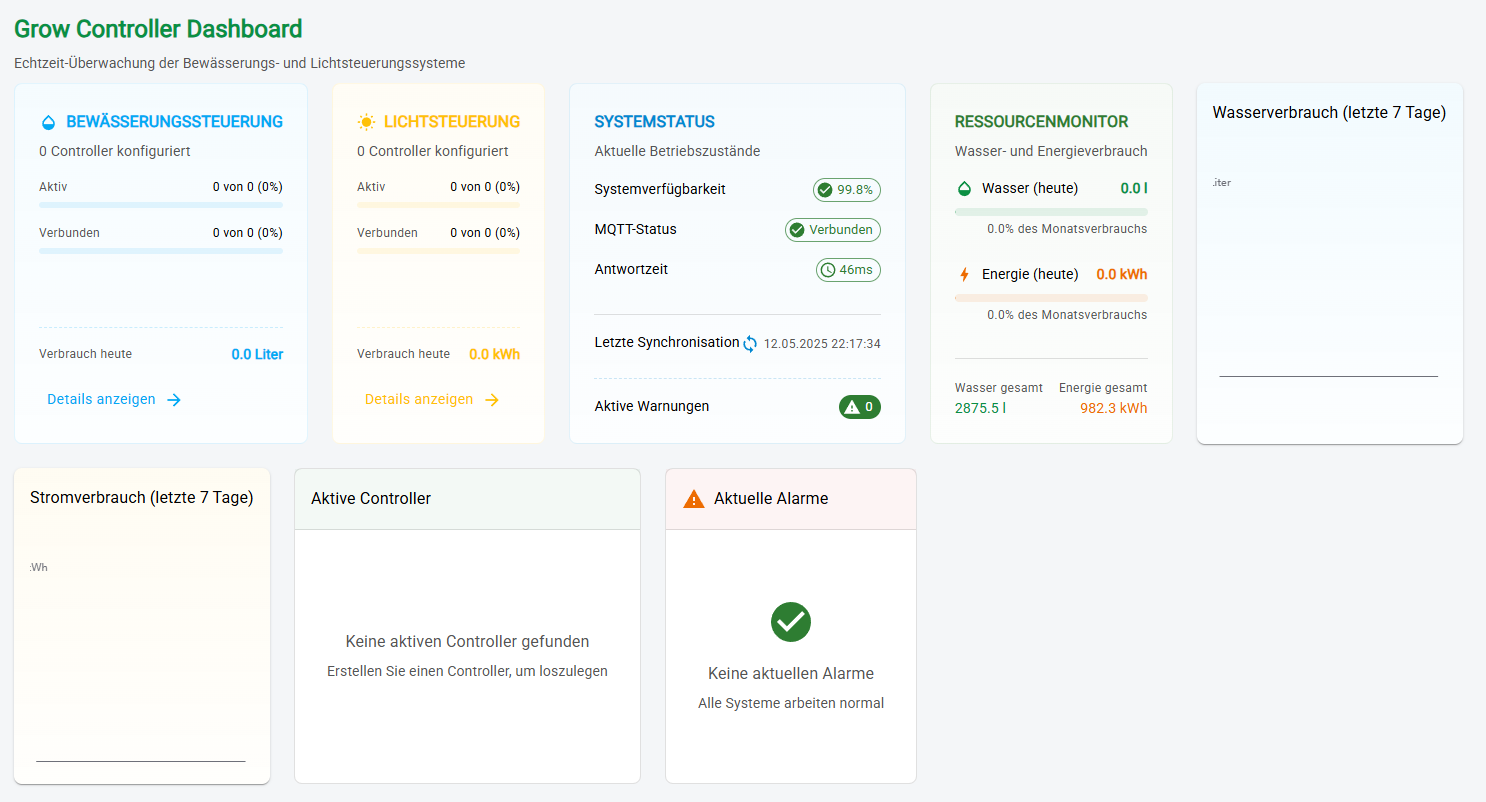 Grow Controller Dashboard
Echtzeit-Überwachung der Bewässerungs- und Lichtsteuerungssysteme
BEWÄSSERUNGSSTEUERUNG
0 Controller konfiguriert
Aktiv 0 von 0 (0%)
Verbunden 0 von 0 (0%)
Verbrauch heute 0.0 Liter
Details anzeigen
LICHTSTEUERUNG
0 Controller konfiguriert
Aktiv 0 von 0 (0%)
Verbunden 0 von 0 (0%)
Verbrauch heute 0.0 kWh
Details anzeigen
SYSTEMSTATUS
Aktuelle Betriebszustände
Systemverfügbarkeit 99.8%
MQTT-Status Verbunden
Antwortzeit 46ms
Letzte Synchronisation 12.05.2025 22:17:34
Aktive Warnungen 0
RESSOURCENMONITOR
Wasser- und Energieverbrauch
Wasser (heute) 0.0 l
0.0% des Monatsverbrauchs
Energie (heute) 0.0 kWh
0.0% des Monatsverbrauchs
Wasser gesamt Energie gesamt
2875.5 l 982.3 kWh
Wasserverbrauch (letzte 7 Tage)
iter
Stromverbrauch (letzte 7 Tage)
Wh
Aktive Controller
Keine aktiven Controller gefunden
Erstellen Sie einen Controller, um loszulegen
Aktuelle Alarme
Keine aktuellen Alarme
Alle Systeme arbeiten normal